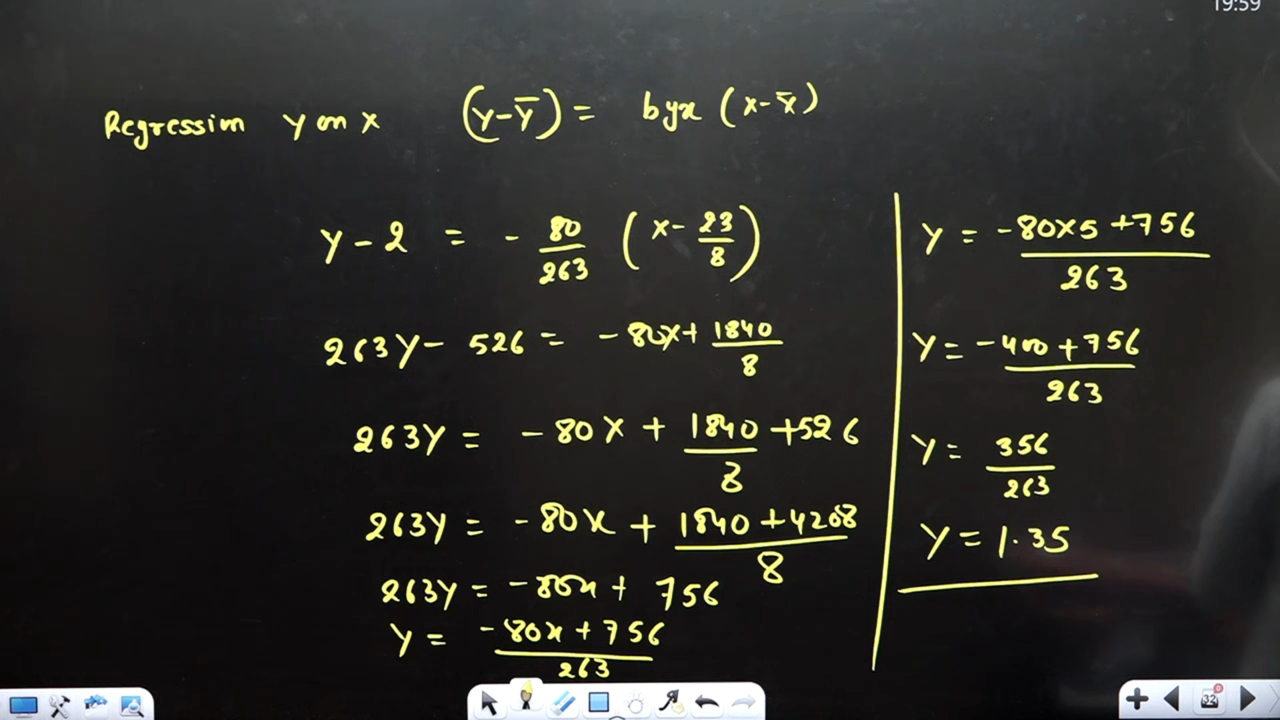 19:59
Regression y on x (y-ȳ) = byx (x-x̄)
y - 2 = - 80/263 (x - 23/8)
263y - 526 = - 80x + 1840/8
263y = - 80x + 1840/8 + 526
263y = - 80x + (1840 + 4208)/8
263y = - 80x + 756
y = (-80x + 756)/263
y = (-80x5 + 756)/263
y = (-400 + 756)/263
y = 356/263
y = 1.35
32